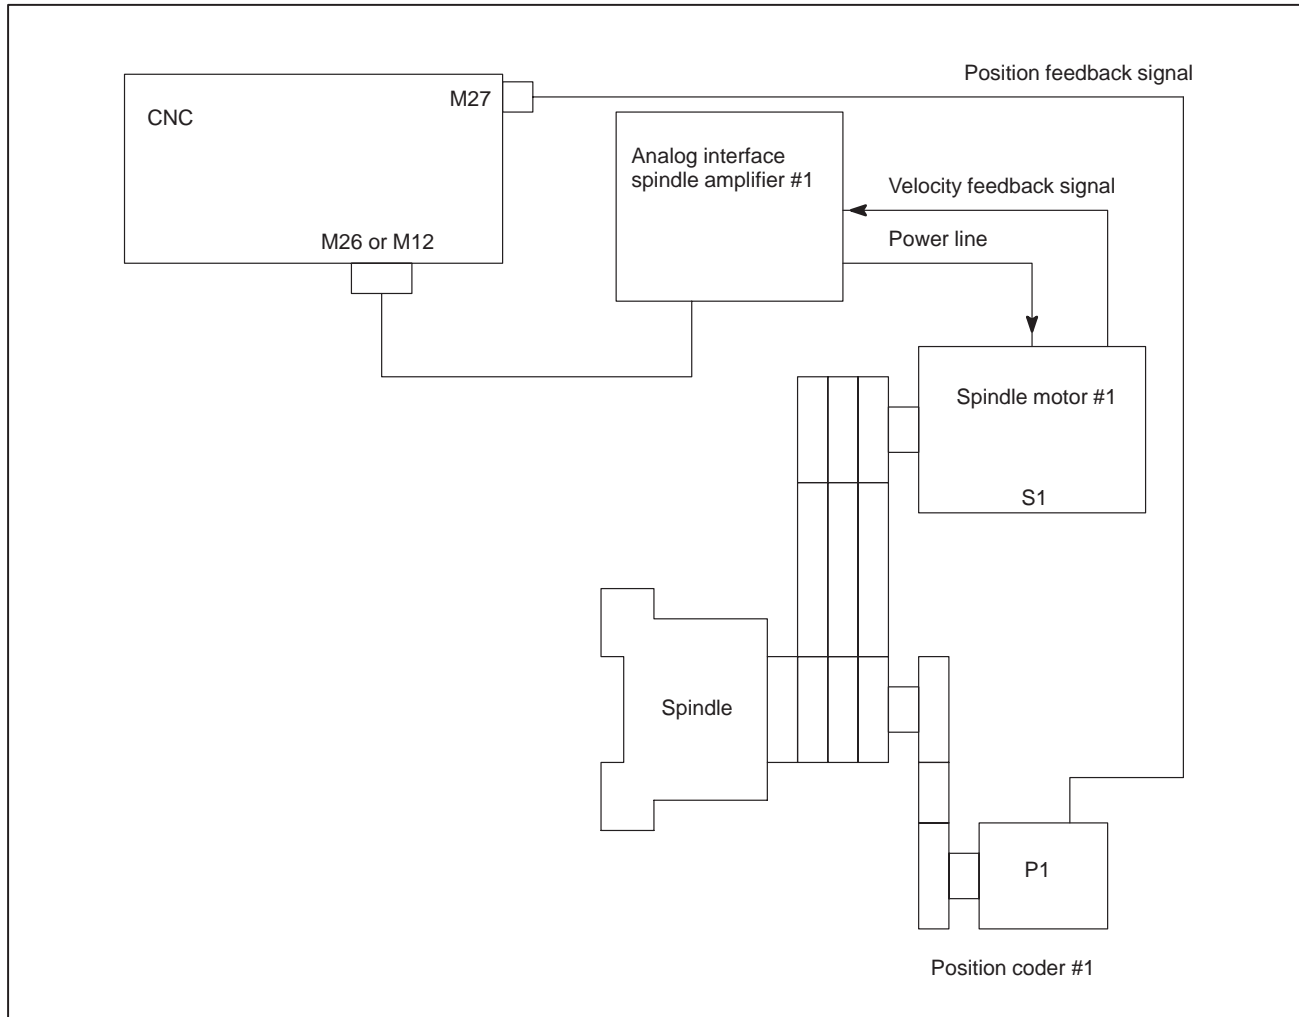 Position feedback signal
M27
CNC
Analog interface
spindle amplifier #1
Velocity feedback signal
M26 or M12
Power line
Spindle motor #1
S1
Spindle
P1
Position coder #1